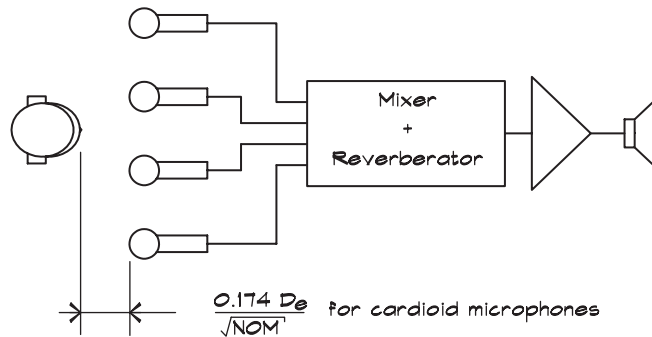 Mixer
+
Reverberator
0.174 De
√NOM
for cardioid microphones